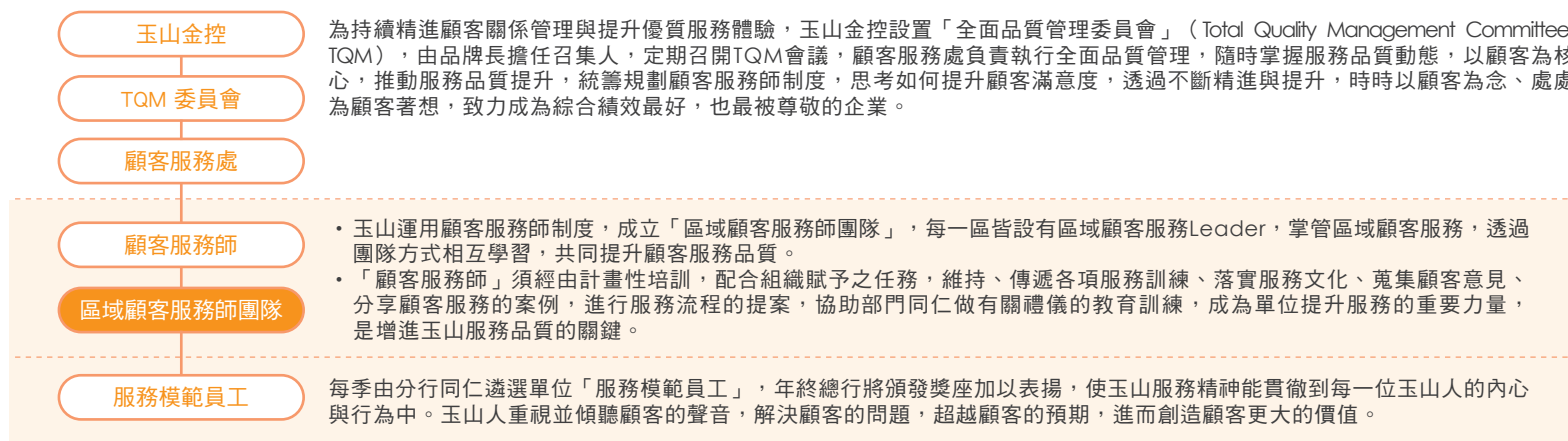 玉山金控
為持續精進顧客關係管理與提升優質服務體驗，玉山金控設置「全面品質管理委員會」（Total Quality Management Committee
TQM），由品牌長擔任召集人，定期召開TQM會議，顧客服務處負責執行全面品質管理，隨時掌握服務品質動態，以顧客為核
心，推動服務品質提升，統籌規劃顧客服務師制度，思考如何提升顧客滿意度，透過不斷精進與提升，時時以顧客為念、處處
為顧客著想，致力成為綜合績效最好，也最被尊敬的企業。
TQM 委員會
顧客服務處
顧客服務師
• 玉山運用顧客服務師制度，成立「區域顧客服務師團隊」，每一區皆設有區域顧客服務Leader，掌管區域顧客服務，透過
團隊方式相互學習，共同提升顧客服務品質。
• 「顧客服務師」須經由計畫性培訓，配合組織賦予之任務，維持、傳遞各項服務訓練、落實服務文化、蒐集顧客意見、
分享顧客服務的案例，進行服務流程的提案，協助部門同仁做有關禮儀的教育訓練，成為單位提升服務的重要力量，
是增進玉山服務品質的關鍵。
區域顧客服務師團隊
服務模範員工
每季由分行同仁遴選單位「服務模範員工」，年終總行將頒發獎座加以表揚，使玉山服務精神能貫徹到每一位玉山人的內心
與行為中。玉山人重視並傾聽顧客的聲音，解決顧客的問題，超越顧客的預期，進而創造顧客更大的價值。